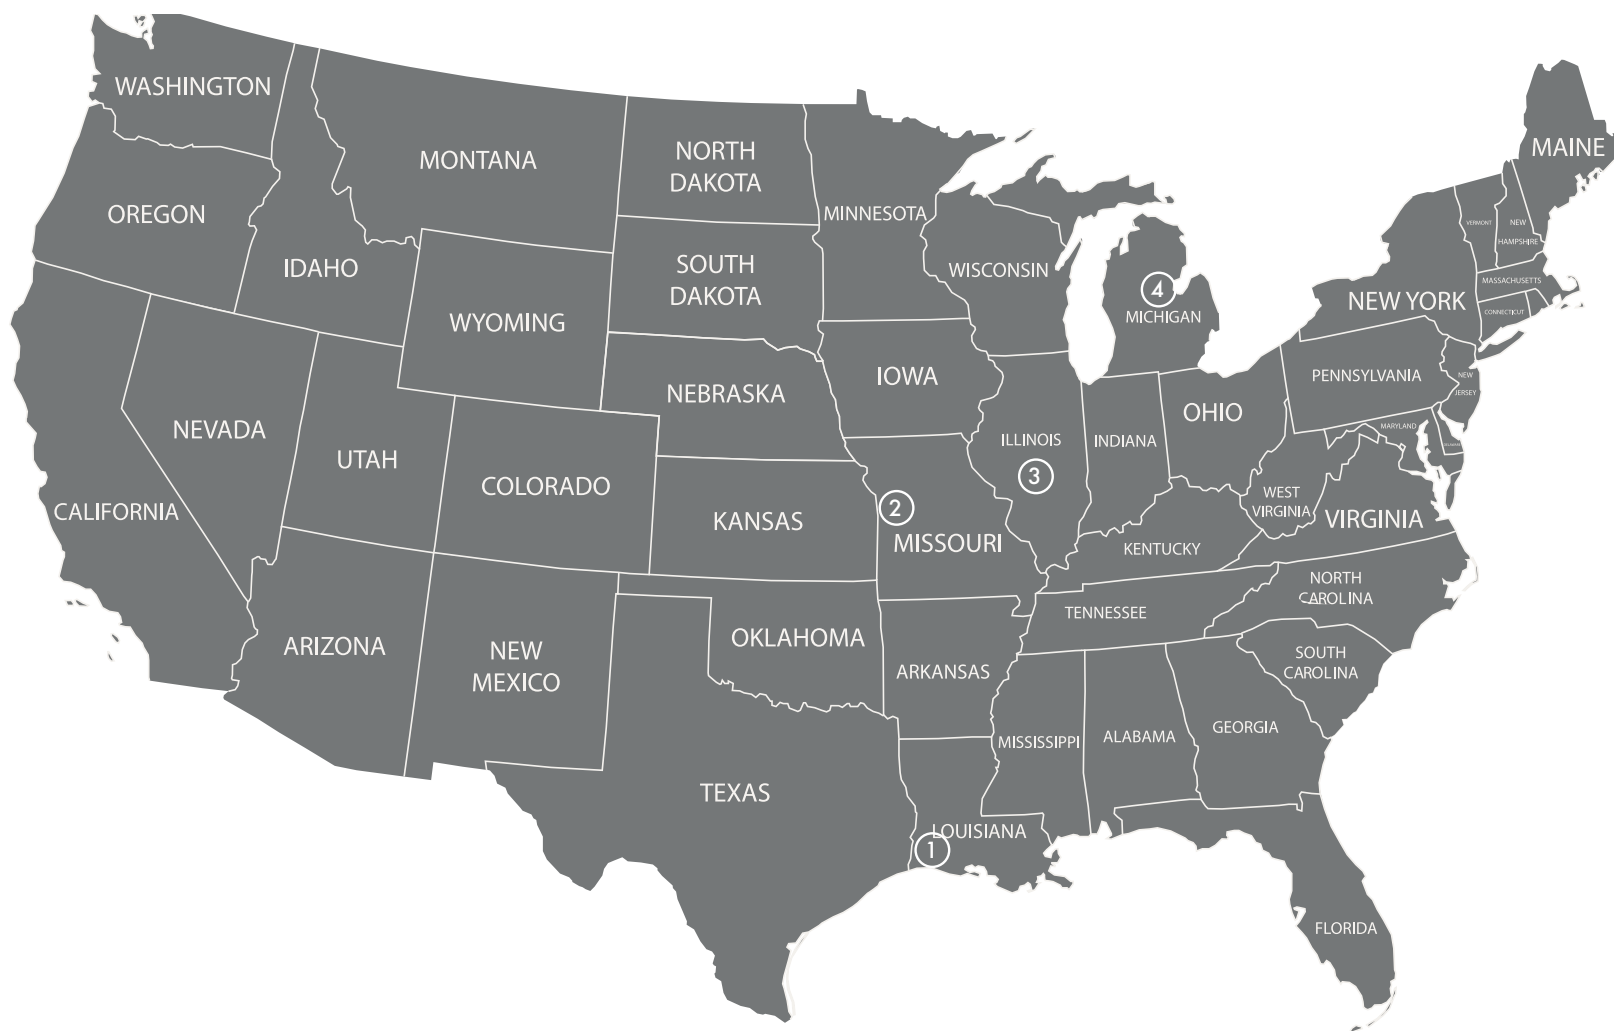 WASHINGTON
MONTANA
NORTH
DAKOTA
MAINE
OREGON
MINNESOTA
VERMONT
NEW
HAMPSHIRE
IDAHO
SOUTH
DAKOTA
WISCONSIN
4
MICHIGAN
MASSACHUSETTS
NEW YORK
CONNECTICUT
WYOMING
IOWA
PENNSYLVANIA
NEW
JERSEY
NEBRASKA
NEVADA
UTAH
OHIO
ILLINOIS
3
INDIANA
MARYLAND
CALIFORNIA
COLORADO
KANSAS
2
MISSOURI
WEST
VIRGINIA
VIRGINIA
KENTUCKY
NORTH
CAROLINA
TENNESSEE
ARIZONA
NEW
MEXICO
OKLAHOMA
ARKANSAS
SOUTH
CAROLINA
MISSISSIPPI
ALABAMA
GEORGIA
TEXAS
LOUISIANA
1
FLORIDA